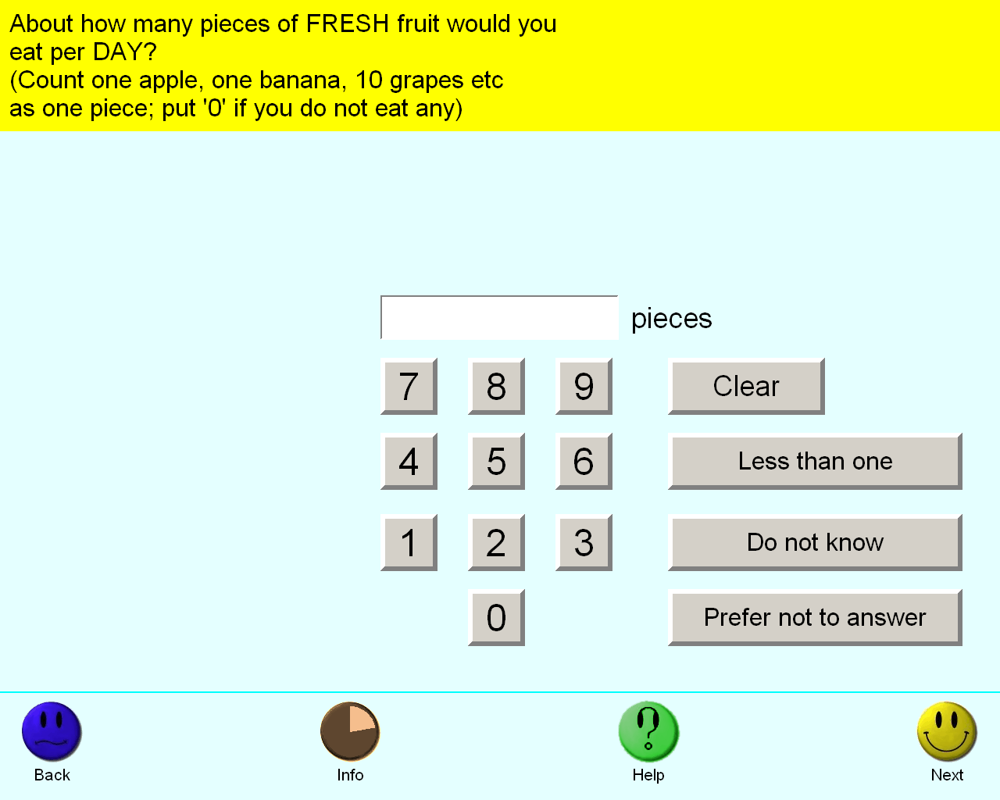 About how many pieces of FRESH fruit would you
eat per DAY?
(Count one apple, one banana, 10 grapes etc
as one piece; put '0' if you do not eat any)
pieces
7 8 9 Clear
4 5 6 Less than one
1 2 3 Do not know
0 Prefer not to answer
Back Info Help Next